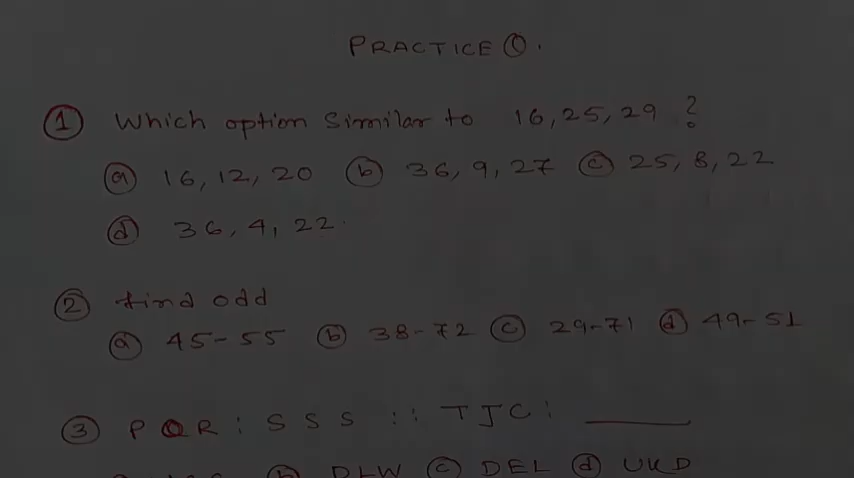 PRACTICE ①.
① Which option Similar to 16, 25, 29 ?
ⓐ 16, 12, 20 ⓑ 36, 9, 27 ⓒ 25, 8, 22
ⓓ 36, 4, 22.
② find odd
ⓐ 45-55 ⓑ 38-72 ⓒ 29-71 ⓓ 49-51
③ PQR : SSS :: TJC : ______
ⓑ DLW ⓒ DEL ⓓ UKD